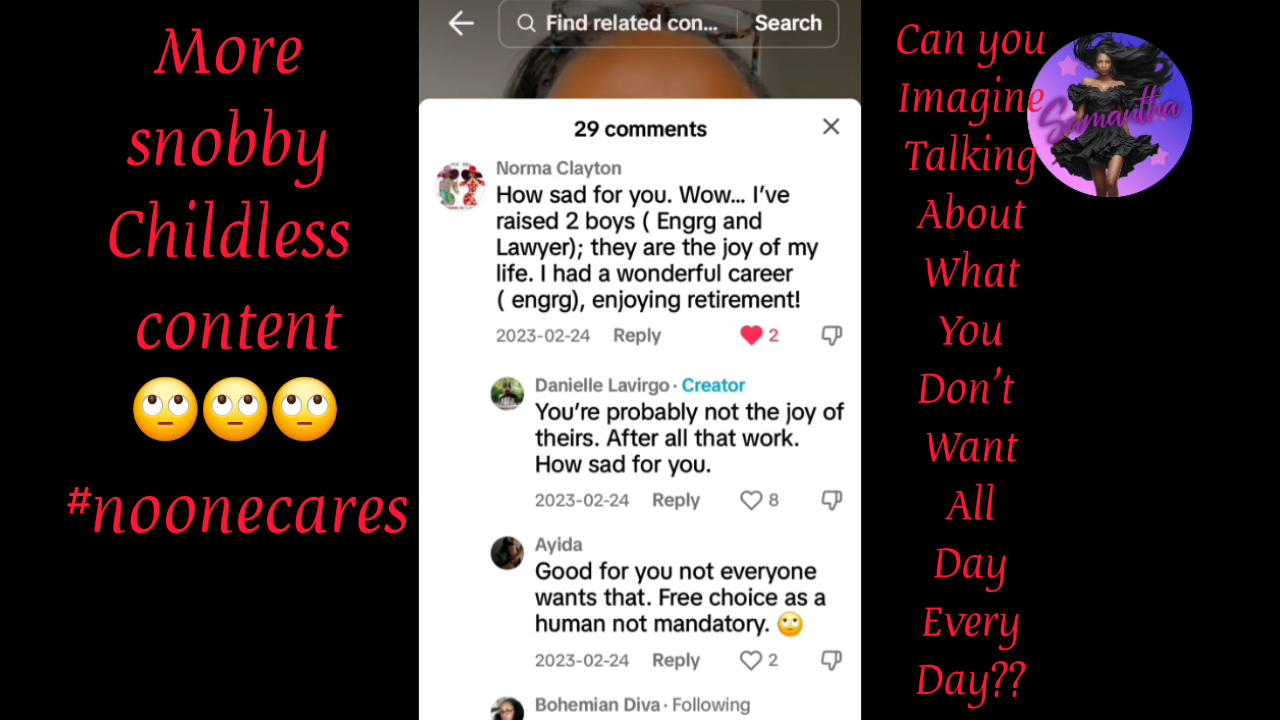 More
snobby
Childless
content
🙄🙄🙄
#noonecares
Find related con...
Search
29 comments
Norma Clayton
How sad for you. Wow... I've
raised 2 boys ( Engrg and
Lawyer); they are the joy of my
life. I had a wonderful career
( engrg), enjoying retirement!
2023-02-24 Reply 2
Danielle Lavirgo · Creator
You're probably not the joy of
theirs. After all that work.
How sad for you.
2023-02-24 Reply 8
Ayida
Good for you not everyone
wants that. Free choice as a
human not mandatory. 🙄
2023-02-24 Reply 2
Bohemian Diva · Following
Can you
Imagine
Talking
About
What
You
Don't
Want
All
Day
Every
Day??
Samantha